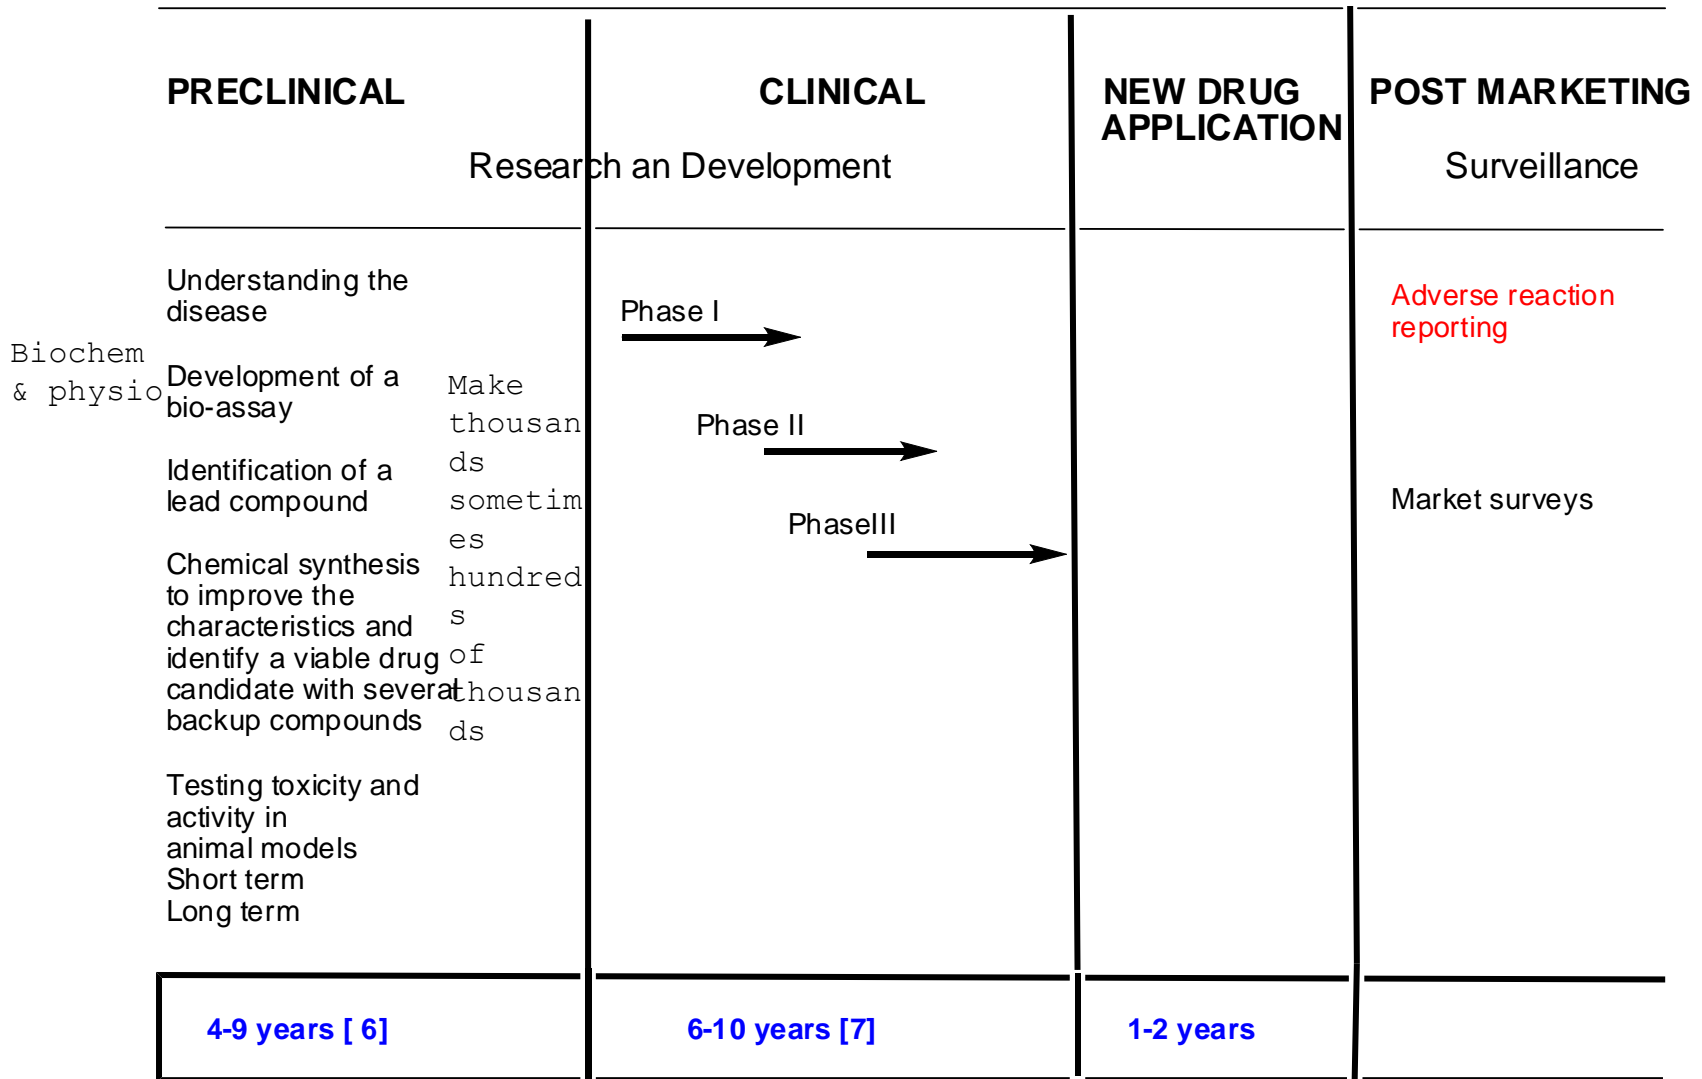 PRECLINICAL
CLINICAL
NEW DRUG
APPLICATION
POST MARKETING
Research an Development
Surveillance
Understanding the
disease
Biochem
& physio
Development of a
bio-assay
Identification of a
lead compound
Chemical synthesis
to improve the
characteristics and
identify a viable drug
candidate with several
backup compounds
Testing toxicity and
activity in
animal models
Short term
Long term
Make
thousan
ds
sometim
es
hundred
s
of
thousan
ds
Phase I
Phase II
PhaseIII
Adverse reaction
reporting
Market surveys
4-9 years [ 6]
6-10 years [7]
1-2 years